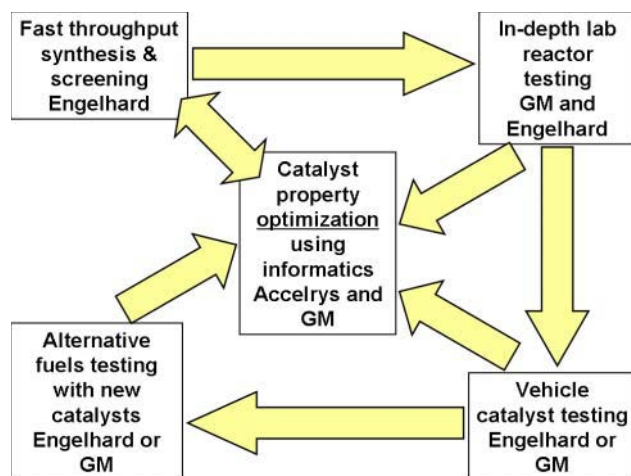 Fast throughput
synthesis &
screening
Engelhard
In-depth lab
reactor
testing
GM and
Engelhard
Catalyst
property
optimization
using
informatics
Accelrys and
GM
Alternative
fuels testing
with new
catalysts
Engelhard or
GM
Vehicle
catalyst testing
Engelhard or
GM